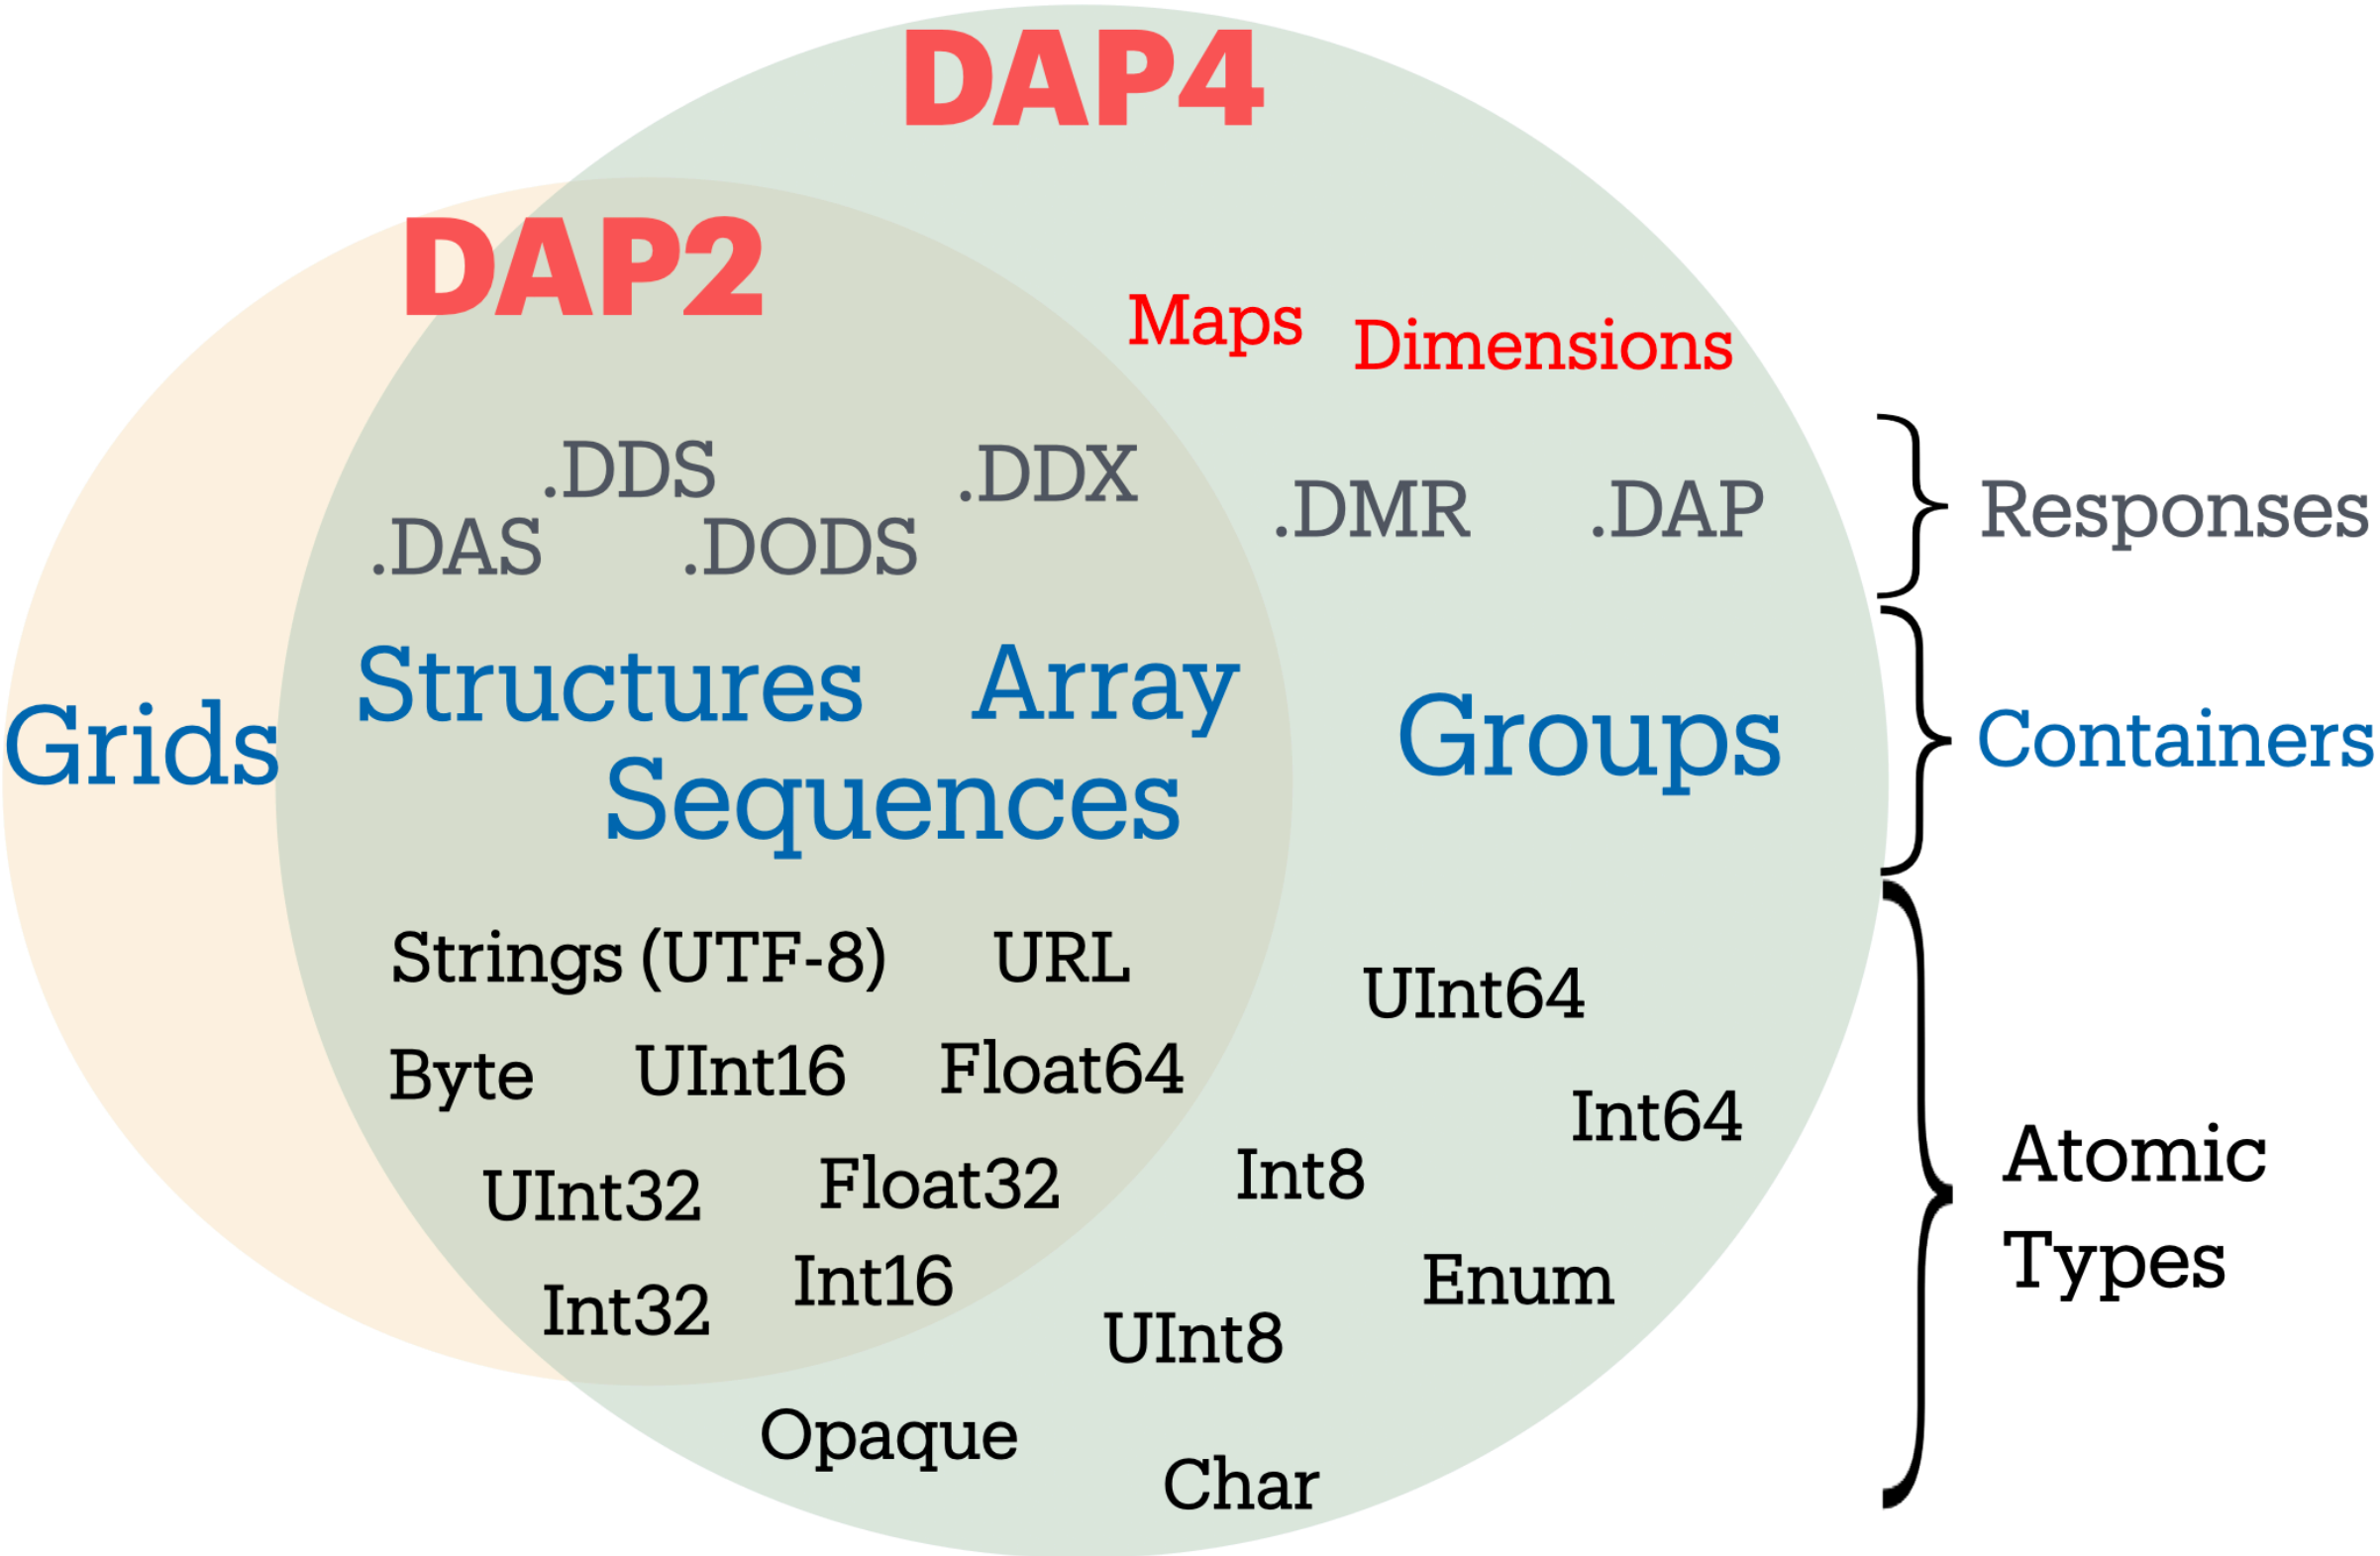 DAP4
DAP2
Maps
Dimensions
.DDS
.DDX
.DMR
.DAP
Responses
.DAS
.DODS
Structures
Array
Grids
Groups
Containers
Sequences
Strings (UTF-8)
URL
UInt64
Byte
UInt16
Float64
Int64
UInt32
Float32
Int8
Atomic
Types
Int32
Int16
Enum
UInt8
Opaque
Char